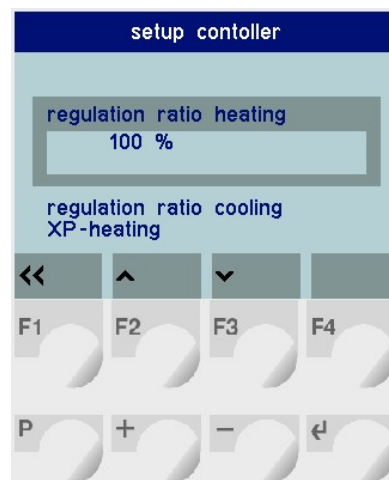 setup contoller
regulation ratio heating
100 %
regulation ratio cooling
XP-heating
« ^ ⌄
F1 F2 F3 F4
P + − ↵